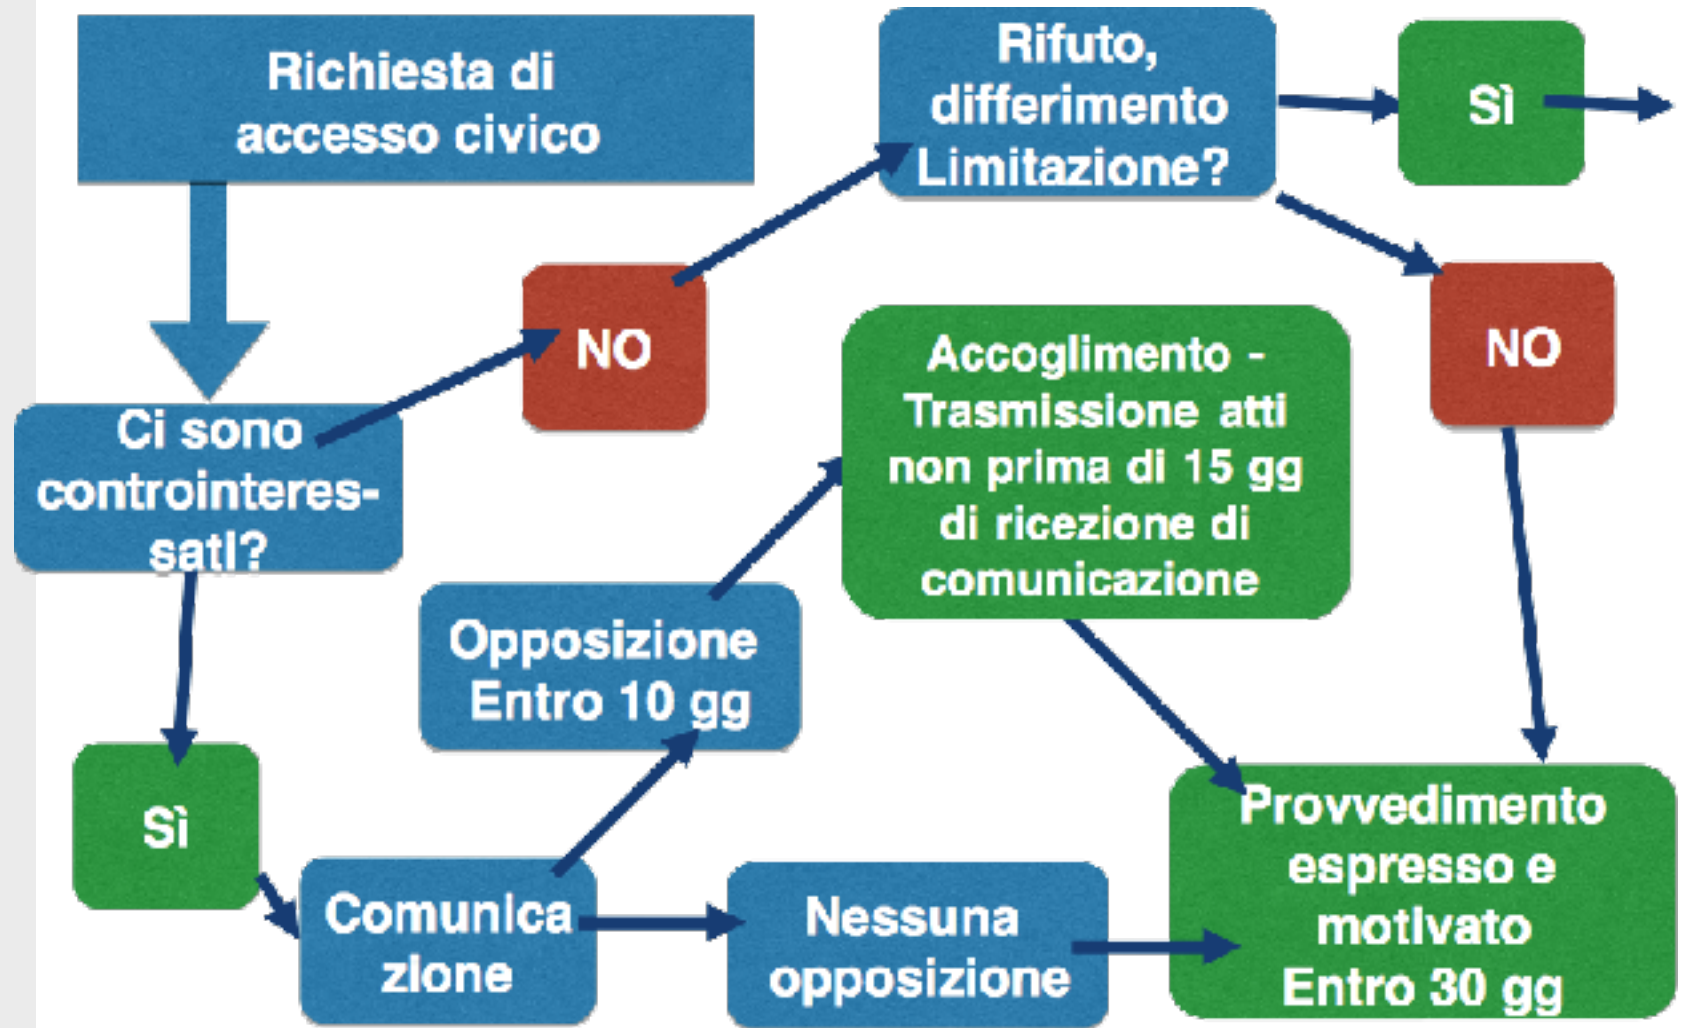 Richiesta di
accesso civico
Rifuto,
differimento
Limitazione?
Sì
NO
NO
Ci sono
controinteres-
sati?
Accoglimento -
Trasmissione atti
non prima di 15 gg
di ricezione di
comunicazione
Opposizione
Entro 10 gg
Sì
Comunica
zione
Nessuna
opposizione
Provvedimento
espresso e
motivato
Entro 30 gg